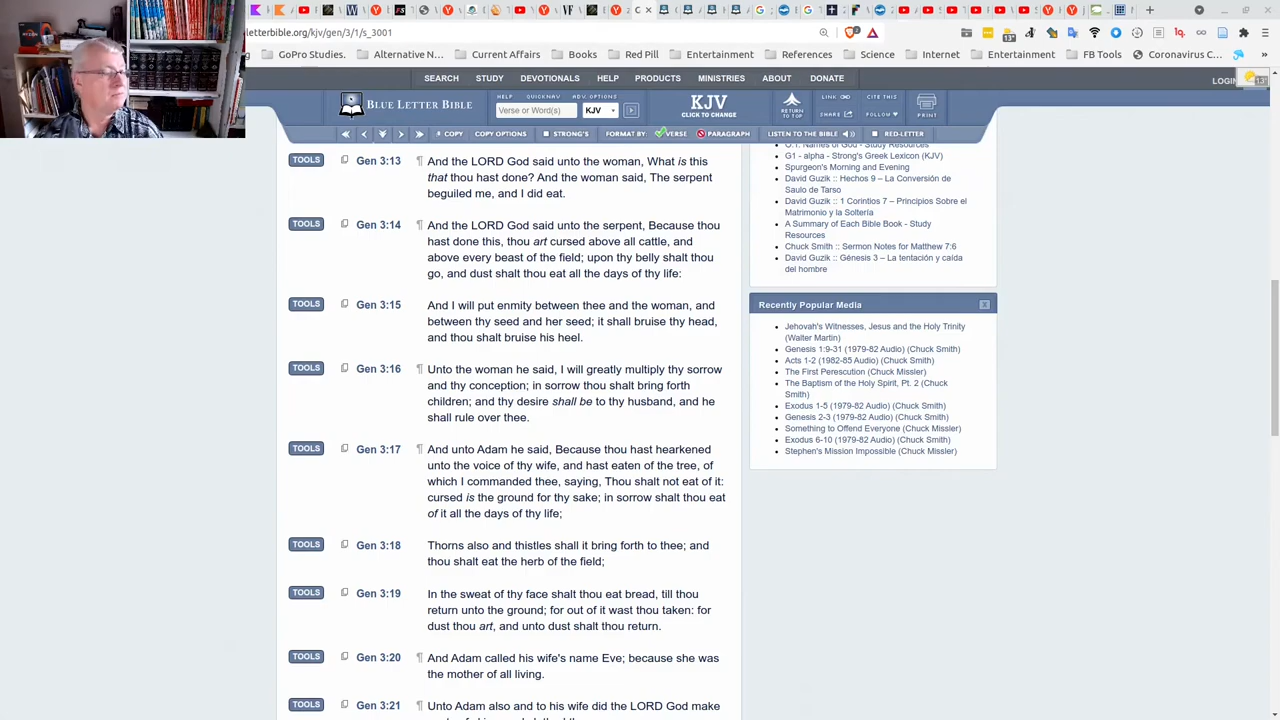 letterbible.org/kjv/gen/3/1/s_3001
GoPro Studies.
Alternative N...
Current Affairs
Books
Red Pill
Entertainment
References
Science
Internet
Entertainment
FB Tools
Coronavirus C...
SEARCH STUDY DEVOTIONALS HELP PRODUCTS MINISTRIES ABOUT DONATE
LOGIN
BLUE LETTER BIBLE
HELP QUICKNAV ADV. OPTIONS
Verse or Word(s)
KJV
KJV
CLICK TO CHANGE
RETURN
TO TOP
LINK
SHARE
CITE THIS
FOLLOW
PRINT
COPY COPY OPTIONS STRONG'S FORMAT BY: VERSE PARAGRAPH LISTEN TO THE BIBLE RED-LETTER
TOOLS Gen 3:13 ¶ And the LORD God said unto the woman, What is this
that thou hast done? And the woman said, The serpent
beguiled me, and I did eat.
TOOLS Gen 3:14 ¶ And the LORD God said unto the serpent, Because thou
hast done this, thou art cursed above all cattle, and
above every beast of the field; upon thy belly shalt thou
go, and dust shalt thou eat all the days of thy life:
TOOLS Gen 3:15 And I will put enmity between thee and the woman, and
between thy seed and her seed; it shall bruise thy head,
and thou shalt bruise his heel.
TOOLS Gen 3:16 ¶ Unto the woman he said, I will greatly multiply thy sorrow
and thy conception; in sorrow thou shalt bring forth
children; and thy desire shall be to thy husband, and he
shall rule over thee.
TOOLS Gen 3:17 ¶ And unto Adam he said, Because thou hast hearkened
unto the voice of thy wife, and hast eaten of the tree, of
which I commanded thee, saying, Thou shalt not eat of it:
cursed is the ground for thy sake; in sorrow shalt thou eat
of it all the days of thy life;
TOOLS Gen 3:18 Thorns also and thistles shall it bring forth to thee; and
thou shalt eat the herb of the field;
TOOLS Gen 3:19 In the sweat of thy face shalt thou eat bread, till thou
return unto the ground; for out of it wast thou taken: for
dust thou art, and unto dust shalt thou return.
TOOLS Gen 3:20 ¶ And Adam called his wife's name Eve; because she was
the mother of all living.
TOOLS Gen 3:21 ¶ Unto Adam also and to his wife did the LORD God make
O.T. Names of God - Study Resources
G1 - alpha - Strong's Greek Lexicon (KJV)
Spurgeon's Morning and Evening
David Guzik :: Hechos 9 – La Conversión de
Saulo de Tarso
David Guzik :: 1 Corintios 7 – Principios Sobre el
Matrimonio y la Soltería
A Summary of Each Bible Book - Study
Resources
Chuck Smith :: Sermon Notes for Matthew 7:6
David Guzik :: Génesis 3 – La tentación y caída
del hombre
Recently Popular Media
Jehovah's Witnesses, Jesus and the Holy Trinity
(Walter Martin)
Genesis 1:9-31 (1979-82 Audio) (Chuck Smith)
Acts 1-2 (1982-85 Audio) (Chuck Smith)
The First Perescution (Chuck Missler)
The Baptism of the Holy Spirit, Pt. 2 (Chuck
Smith)
Exodus 1-5 (1979-82 Audio) (Chuck Smith)
Genesis 2-3 (1979-82 Audio) (Chuck Smith)
Something to Offend Everyone (Chuck Missler)
Exodus 6-10 (1979-82 Audio) (Chuck Smith)
Stephen's Mission Impossible (Chuck Missler)